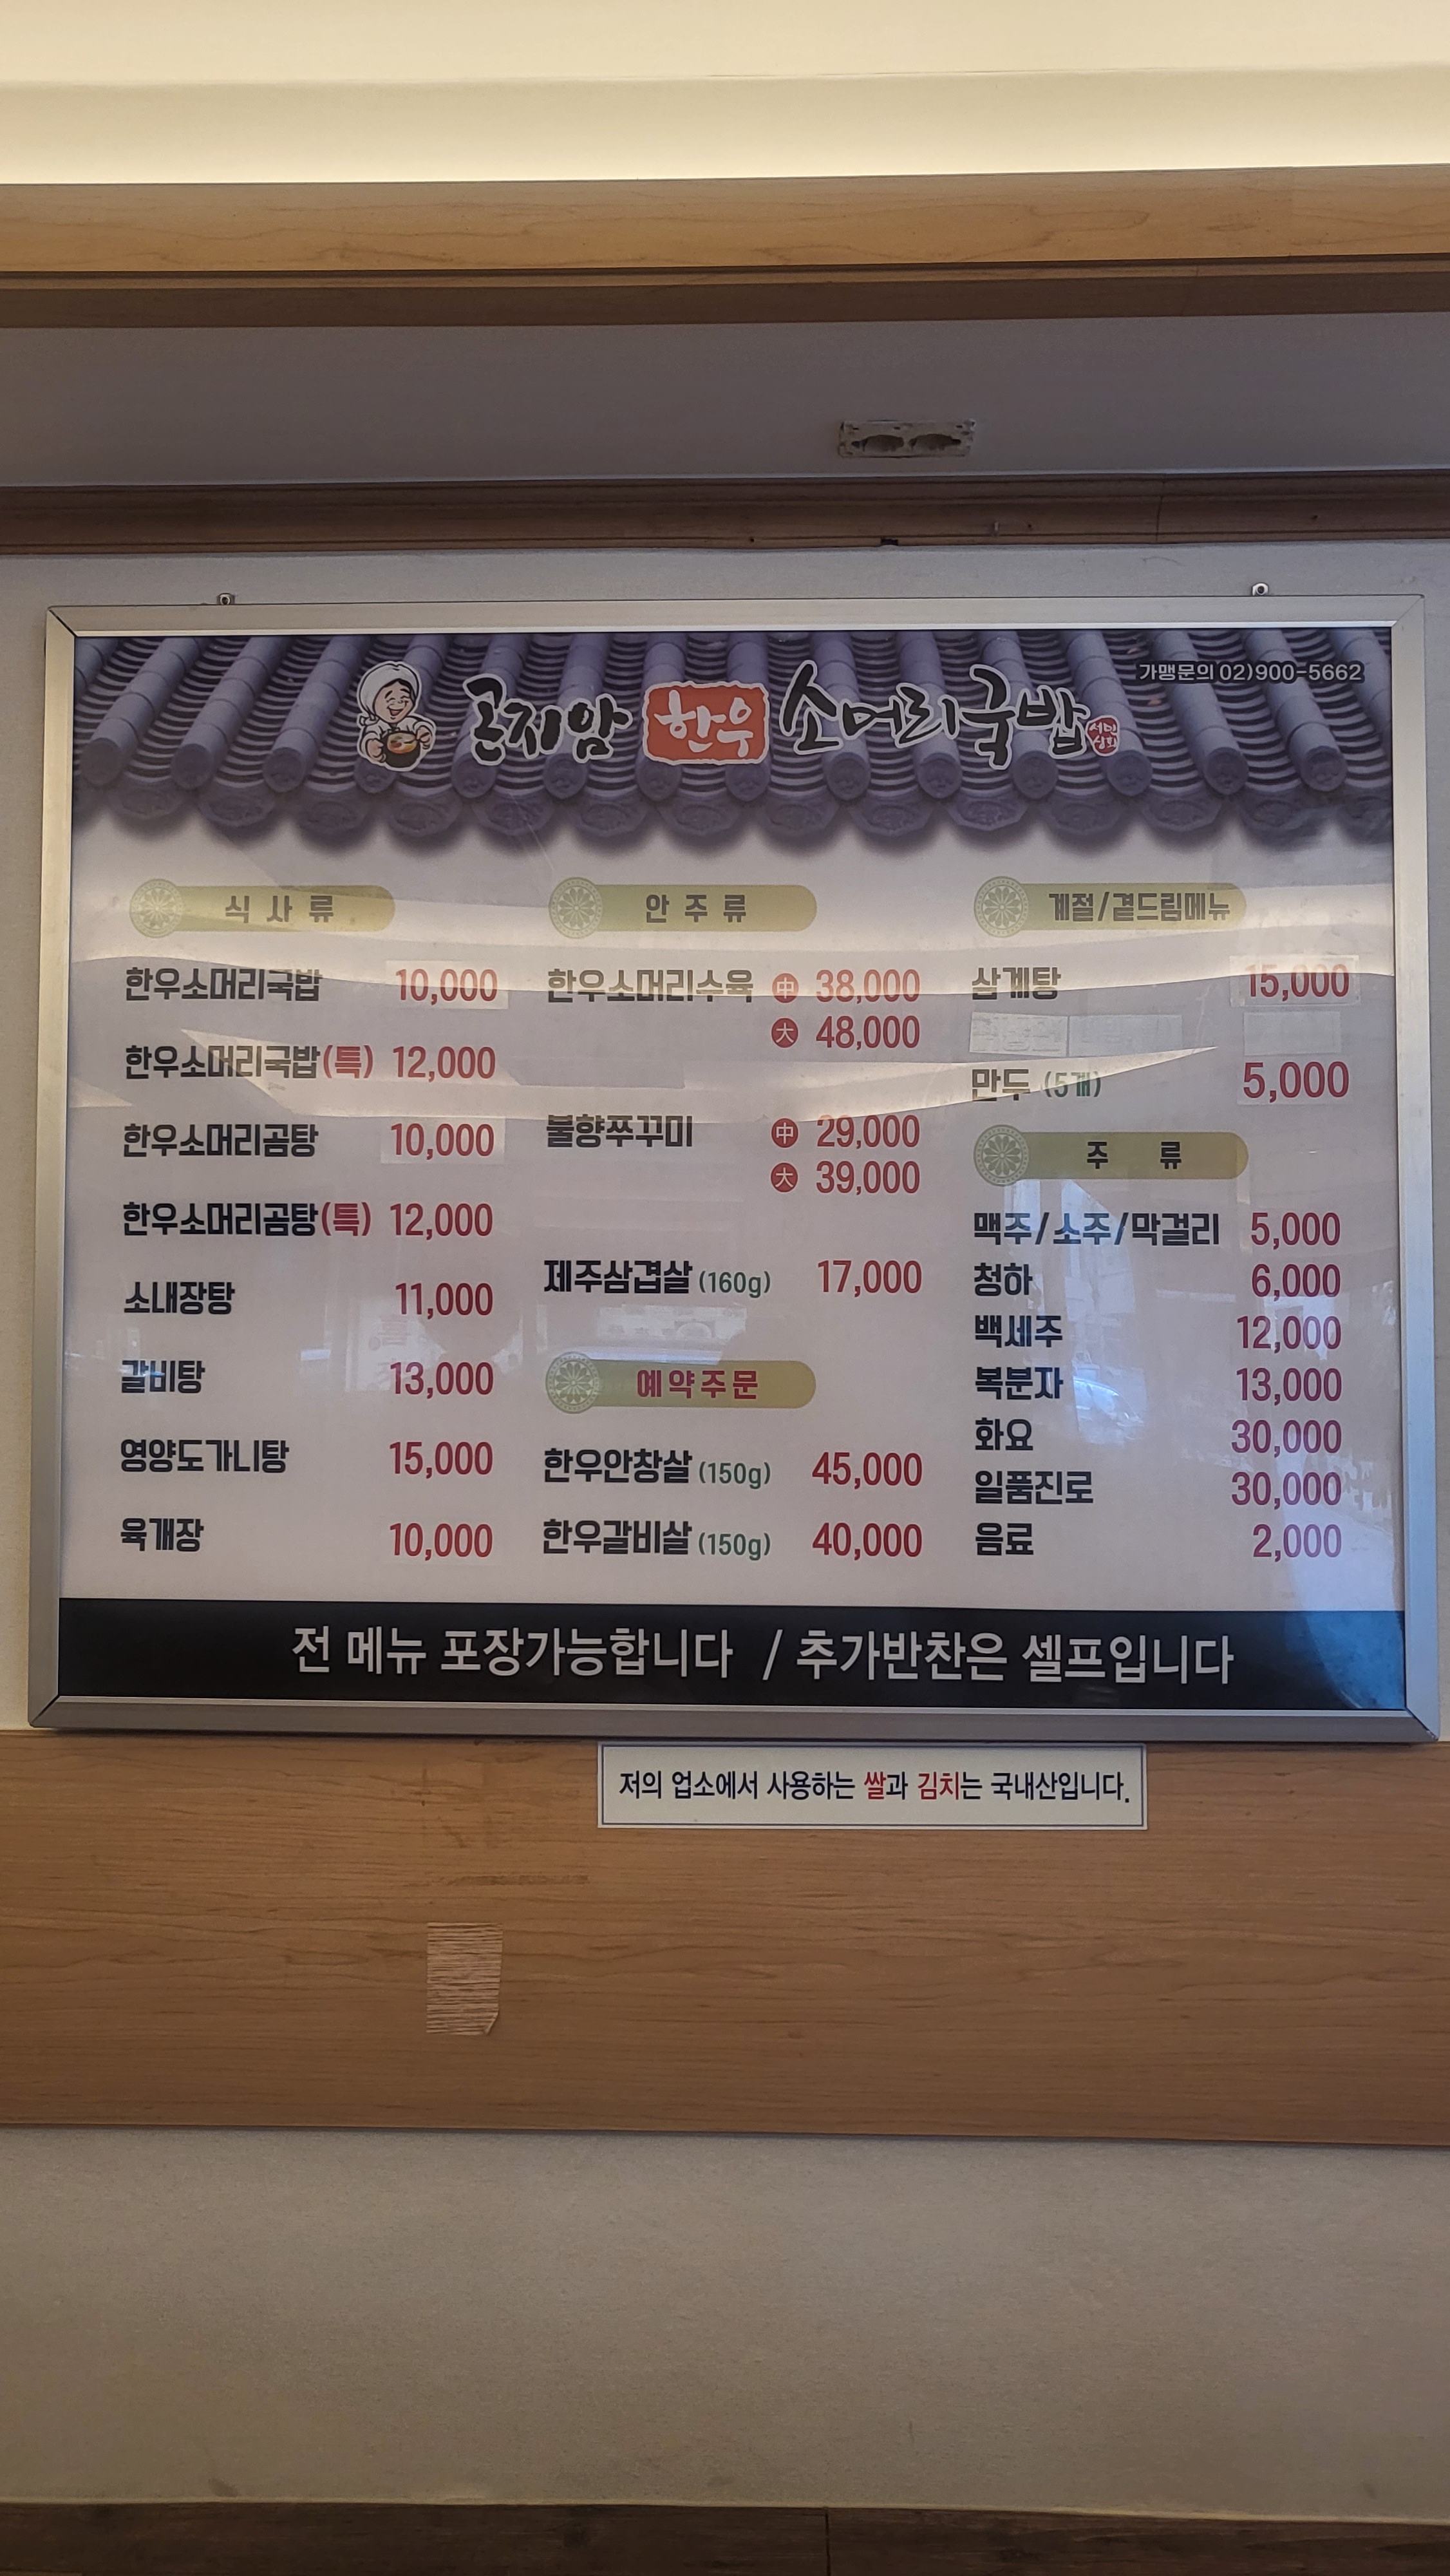 가맹문의 02)900-5662
곤지암 한우 소머리국밥 서민상회
식사류
한우소머리국밥 10,000
한우소머리국밥(특) 12,000
한우소머리곰탕 10,000
한우소머리곰탕(특) 12,000
소내장탕 11,000
갈비탕 13,000
영양도가니탕 15,000
육개장 10,000
안주류
한우소머리수육 中 38,000
大 48,000
불향쭈꾸미 中 29,000
大 39,000
제주삼겹살 (160g) 17,000
예약주문
한우안창살 (150g) 45,000
한우갈비살 (150g) 40,000
계절/곁드림메뉴
삼계탕 15,000
만두 (5개) 5,000
주류
맥주/소주/막걸리 5,000
청하 6,000
백세주 12,000
복분자 13,000
화요 30,000
일품진로 30,000
음료 2,000
전 메뉴 포장가능합니다 / 추가반찬은 셀프입니다
저의 업소에서 사용하는 쌀과 김치는 국내산입니다.